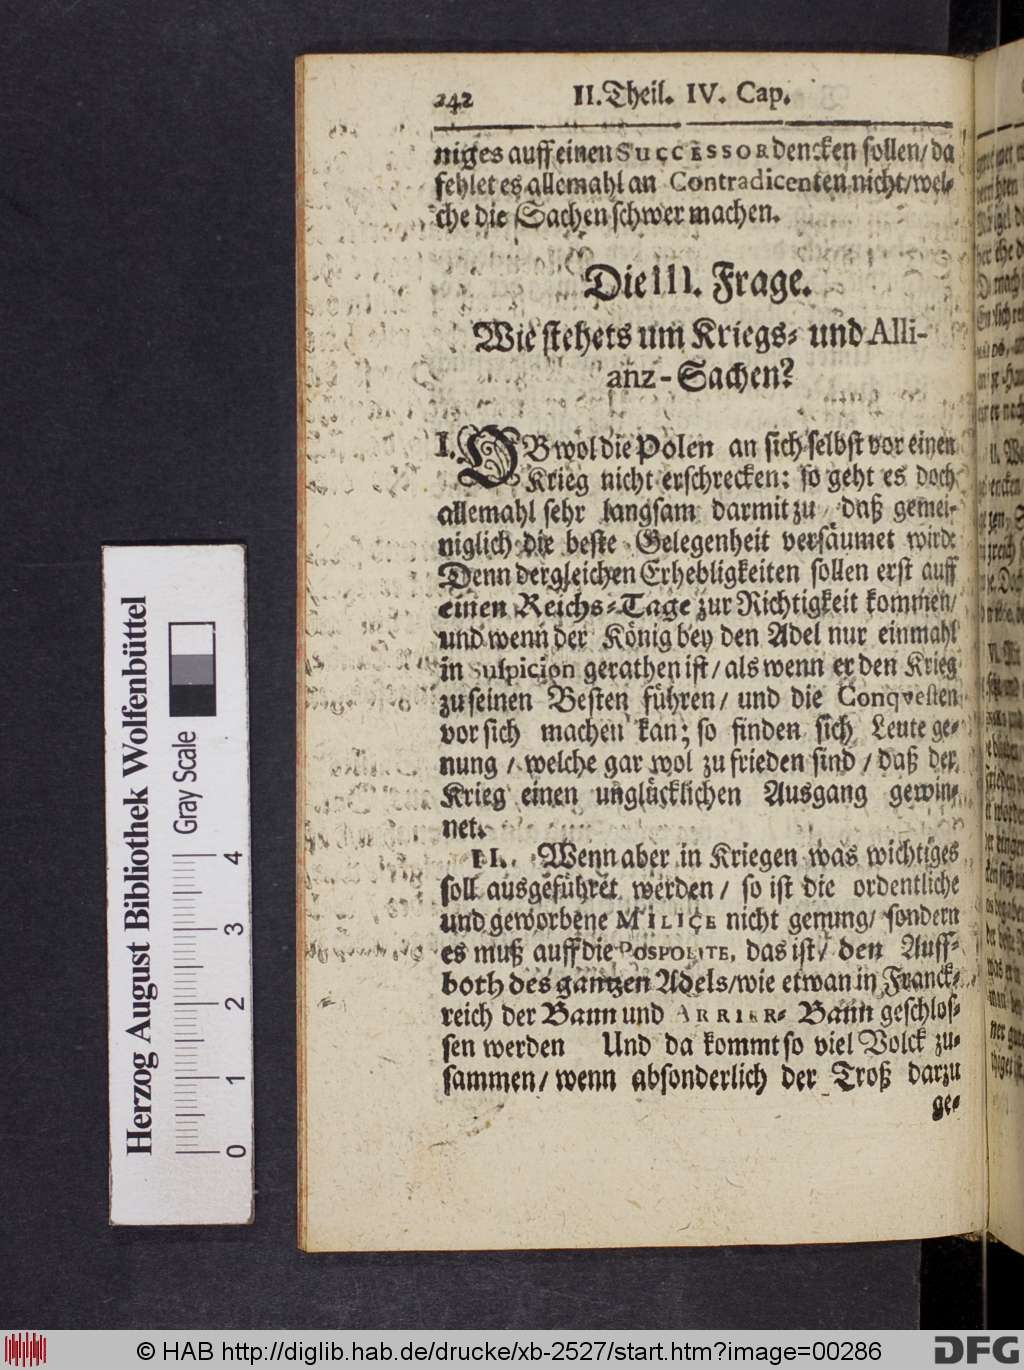 242 II. Theil. IV. Cap.
niges auff einen SUCCESSOR dencken sollen / da
fehlet es allemahl an Contradicenten nicht / wel-
che die Sachen schwer machen.
Die III. Frage.
Wie stehets um Kriegs- und Alli-
anz-Sachen?
I. OB wol die Polen an sich selbst vor einen
Krieg nicht erschrecken: so geht es doch
allemahl sehr langsam darmit zu / daß gemei-
niglich die beste Gelegenheit versäumet wird:
Denn dergleichen Erhebligkeiten sollen erst auff
einen Reichs-Tage zur Richtigkeit kommen /
und wenn der König bey den Adel nur einmahl
in Suspicion gerathen ist / als wenn er den Krieg
zu seinen Besten führen / und die Conqvesten
vor sich machen kan; so finden sich Leute ge-
nung / welche gar wol zu frieden sind / daß der
Krieg einen unglücklichen Ausgang gewin-
net.
II. Wenn aber in Kriegen was wichtiges
soll ausgeführet werden / so ist die ordentliche
und geworbene MILICE nicht genung / sondern
es muß auff die POSPOLITE, das ist / den Auff-
both des gantzen Adels / wie etwan in Franck-
reich der Bann und ARRIER- Bann geschlos-
sen werden Und da kommt so viel Volck zu-
sammen / wenn absonderlich der Troß darzu
ge-
Herzog August Bibliothek Wolfenbüttel
Gray Scale
0 1 2 3 4
© HAB http://diglib.hab.de/drucke/xb-2527/start.htm?image=00286
DFG